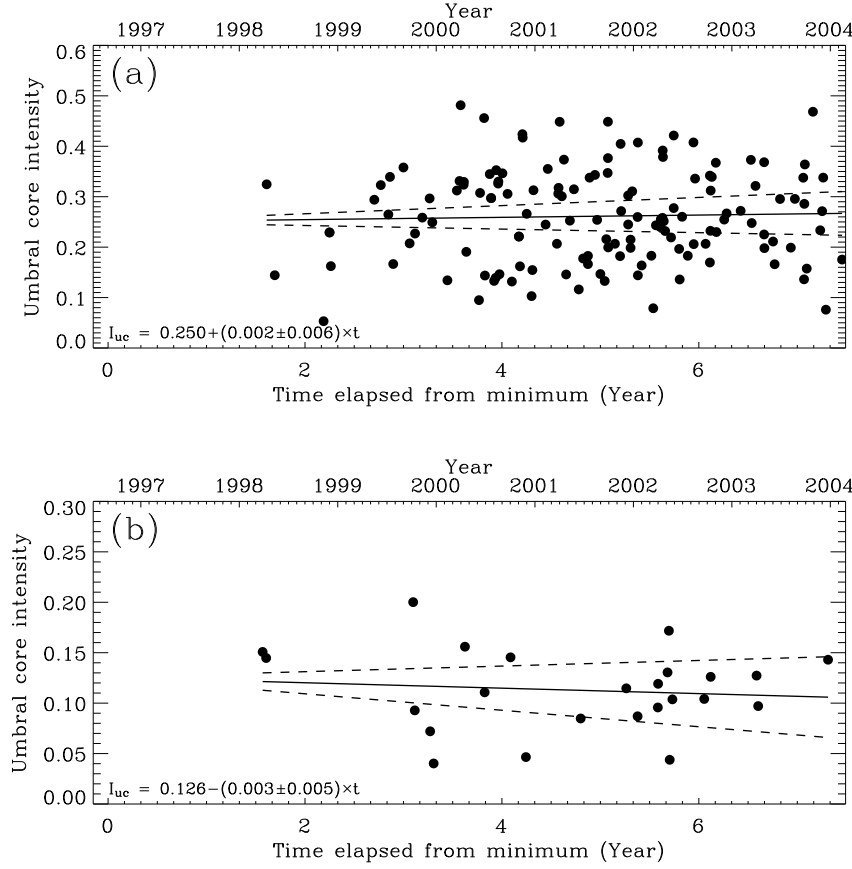 Year
1997 1998 1999 2000 2001 2002 2003 2004
0.6
(a)
0.5
0.4
0.3
0.2
0.1
0.0
Umbral core intensity
Iuc = 0.250+(0.002±0.006)×t
0 2 4 6
Time elapsed from minimum (Year)
Year
1997 1998 1999 2000 2001 2002 2003 2004
0.30
(b)
0.25
0.20
0.15
0.10
0.05
0.00
Umbral core intensity
Iuc = 0.126−(0.003±0.005)×t
0 2 4 6
Time elapsed from minimum (Year)